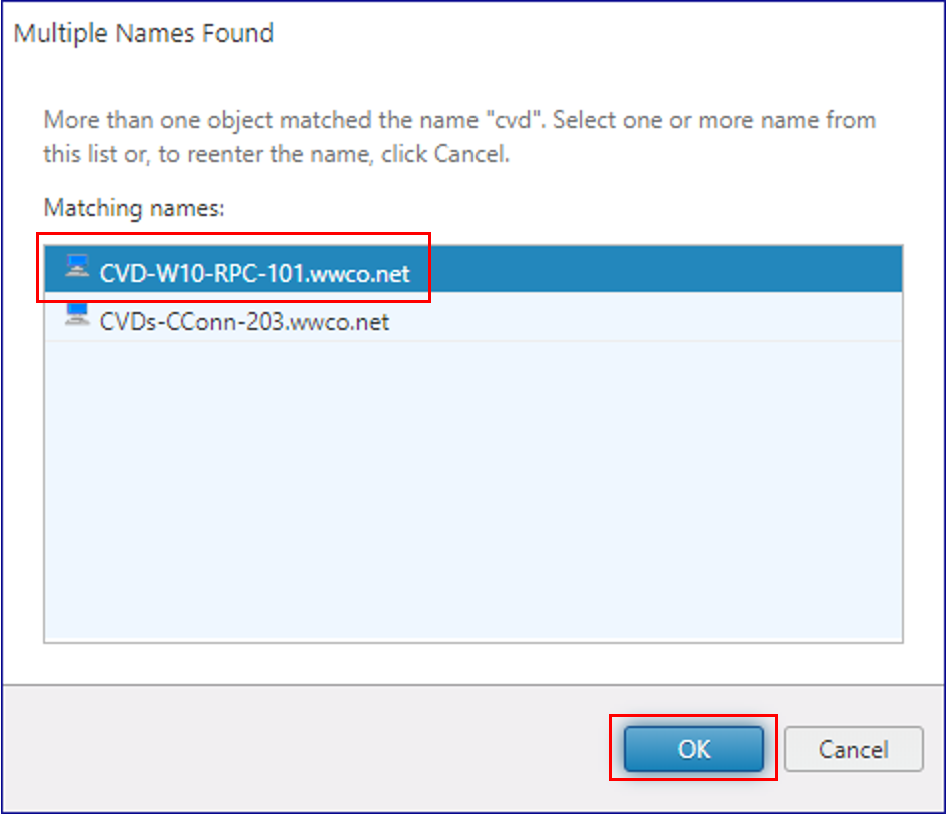 Multiple Names Found
More than one object matched the name "cvd". Select one or more name from
this list or, to reenter the name, click Cancel.
Matching names:
CVD-W10-RPC-101.wwco.net
CVDs-CConn-203.wwco.net
OK
Cancel